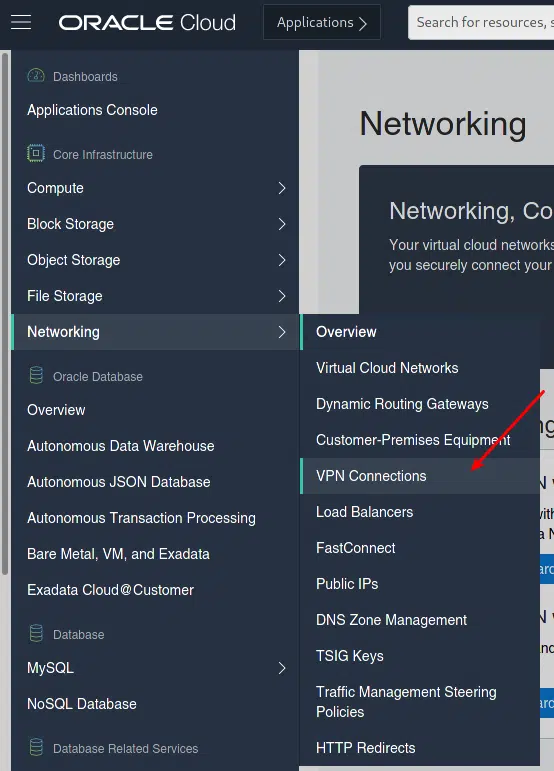 ORACLE Cloud
Applications
Search for resources,
Dashboards
Applications Console
Core Infrastructure
Compute
Block Storage
Object Storage
File Storage
Networking
Oracle Database
Overview
Autonomous Data Warehouse
Autonomous JSON Database
Autonomous Transaction Processing
Bare Metal, VM, and Exadata
Exadata Cloud@Customer
Database
MySQL
NoSQL Database
Database Related Services
Overview
Virtual Cloud Networks
Dynamic Routing Gateways
Customer-Premises Equipment
VPN Connections
Load Balancers
FastConnect
Public IPs
DNS Zone Management
TSIG Keys
Traffic Management Steering
Policies
HTTP Redirects
Networking
Networking, Co
Your virtual cloud networks
you securely connect your